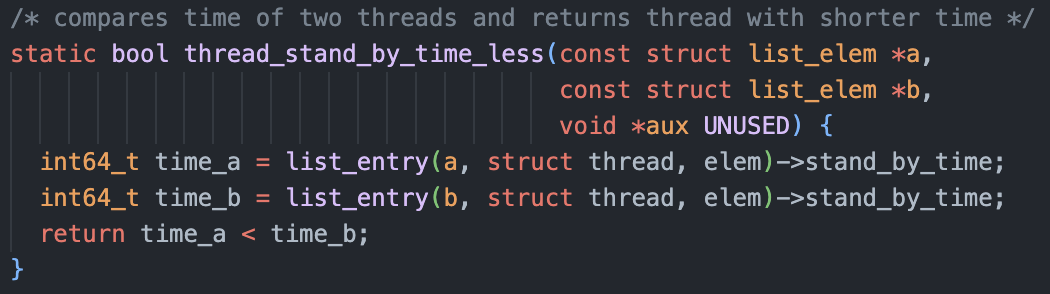 /* compares time of two threads and returns thread with shorter time */
static bool thread_stand_by_time_less(const struct list_elem *a,
                                      const struct list_elem *b,
                                      void *aux UNUSED) {
  int64_t time_a = list_entry(a, struct thread, elem)->stand_by_time;
  int64_t time_b = list_entry(b, struct thread, elem)->stand_by_time;
  return time_a < time_b;
}